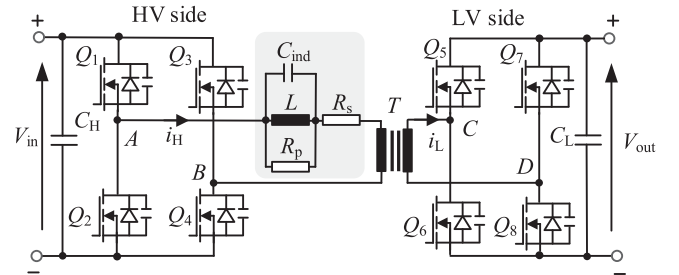 HV side
LV side
+
+
Q1
Q3
Cind
Q5
Q7
L
Rs
T
CH
A
iH
Rp
iL
C
CL
Vin
Vout
B
D
Q2
Q4
Q6
Q8
−
−